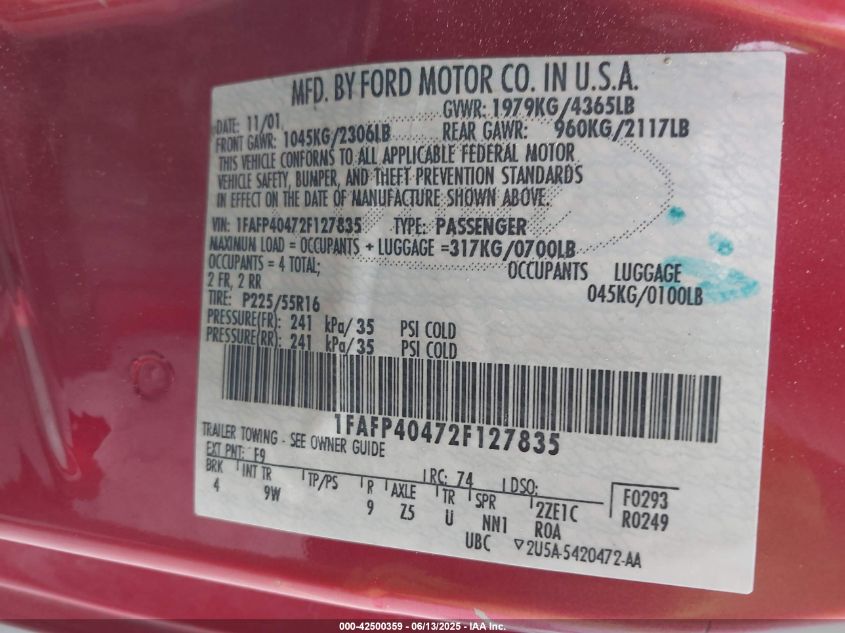 MFD. BY FORD MOTOR CO. IN U.S.A.
DATE: 11/01 GVWR: 1979KG/4365LB
FRONT GAWR: 1045KG/2306LB REAR GAWR: 960KG/2117LB
THIS VEHICLE CONFORMS TO ALL APPLICABLE FEDERAL MOTOR
VEHICLE SAFETY, BUMPER, AND THEFT PREVENTION STANDARDS
IN EFFECT ON THE DATE OF MANUFACTURE SHOWN ABOVE.
VIN: 1FAFP40472F127835 TYPE: PASSENGER
MAXIMUM LOAD = OCCUPANTS + LUGGAGE =317KG/0700LB
OCCUPANTS = 4 TOTAL; OCCUPANTS LUGGAGE
2 FR, 2 RR 045KG/0100LB
TIRE: P225/55R16
PRESSURE(FR): 241 kPa/35 PSI COLD
PRESSURE(RR): 241 kPa/35 PSI COLD
1FAFP40472F127835
TRAILER TOWING - SEE OWNER GUIDE
EXT PNT: E9 RC: 74 DSO: F0293
BRK INT TR TP/PS R AXLE TR SPR 2ZE1C R0249
4 9W 9 Z5 U NN1 ROA
UBC ▽2U5A-5420472-AA
000-42500359 | 06/13/2025 - IAA Inc.